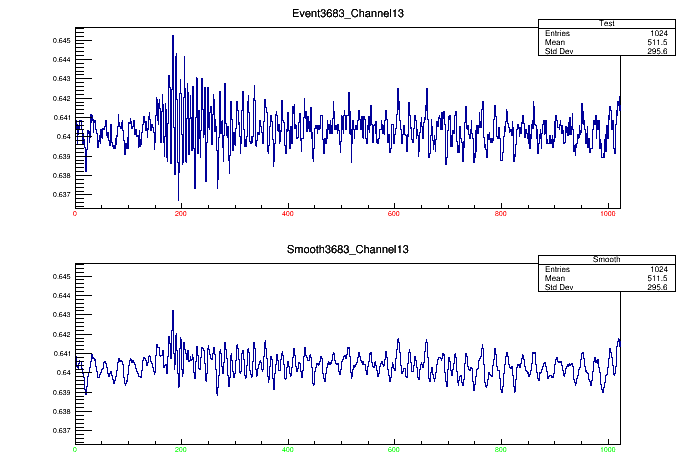 Event3683_Channel13
Test
Entries 1024
Mean 511.5
Std Dev 295.6
0.645
0.644
0.643
0.642
0.641
0.64
0.639
0.638
0.637
0 200 400 600 800 1000
Smooth3683_Channel13
Smooth
Entries 1024
Mean 511.5
Std Dev 295.6
0.645
0.644
0.643
0.642
0.641
0.64
0.639
0.638
0.637
0 200 400 600 800 1000